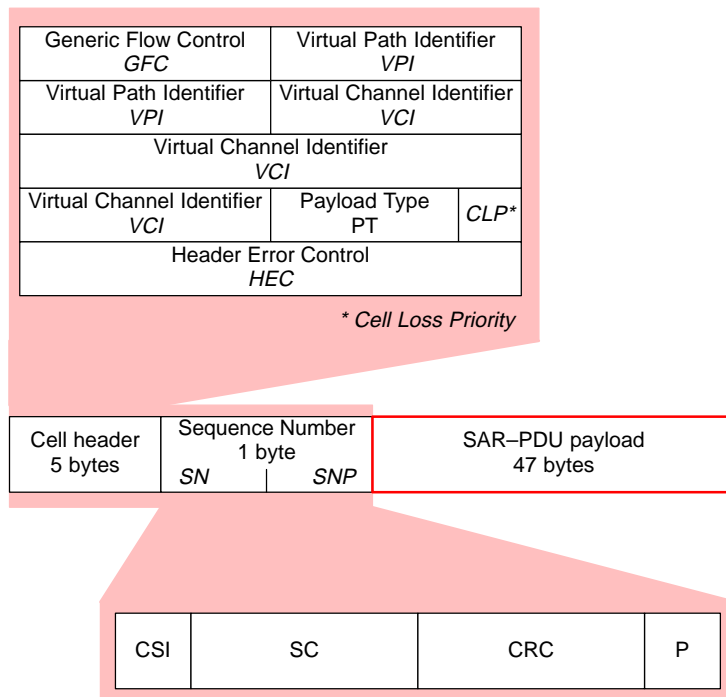 Generic Flow Control
GFC
Virtual Path Identifier
VPI
Virtual Path Identifier
VPI
Virtual Channel Identifier
VCI
Virtual Channel Identifier
VCI
Virtual Channel Identifier
VCI
Payload Type
PT
CLP*
Header Error Control
HEC
* Cell Loss Priority
Cell header
5 bytes
Sequence Number
1 byte
SN
SNP
SAR–PDU payload
47 bytes
CSI
SC
CRC
P